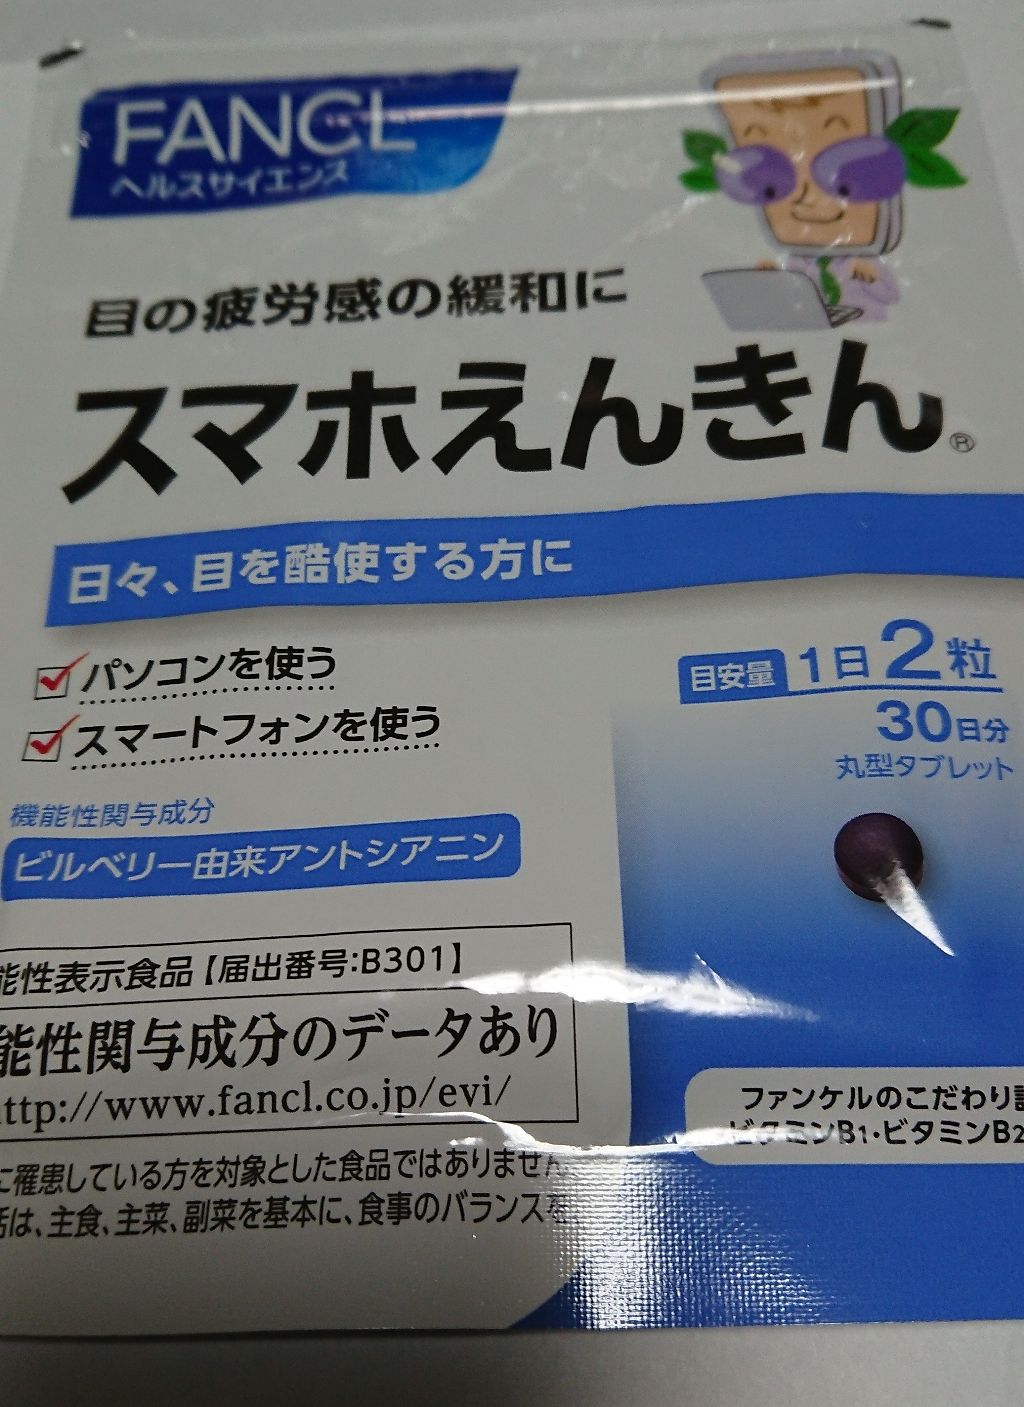 FANCL
ヘルスサイエンス
目の疲労感の緩和に
スマホえんきん®
日々、目を酷使する方に
パソコンを使う
スマートフォンを使う
目安量 1日2粒
30日分
丸型タブレット
機能性関与成分
ビルベリー由来アントシアニン
能性表示食品【届出番号:B301】
能性関与成分のデータあり
ttp://www.fancl.co.jp/evi/
ファンケルのこだわり
ビタミンB1・ビタミンB2
に罹患している方を対象とした食品ではありません
活は、主食、主菜、副菜を基本に、食事のバランスを